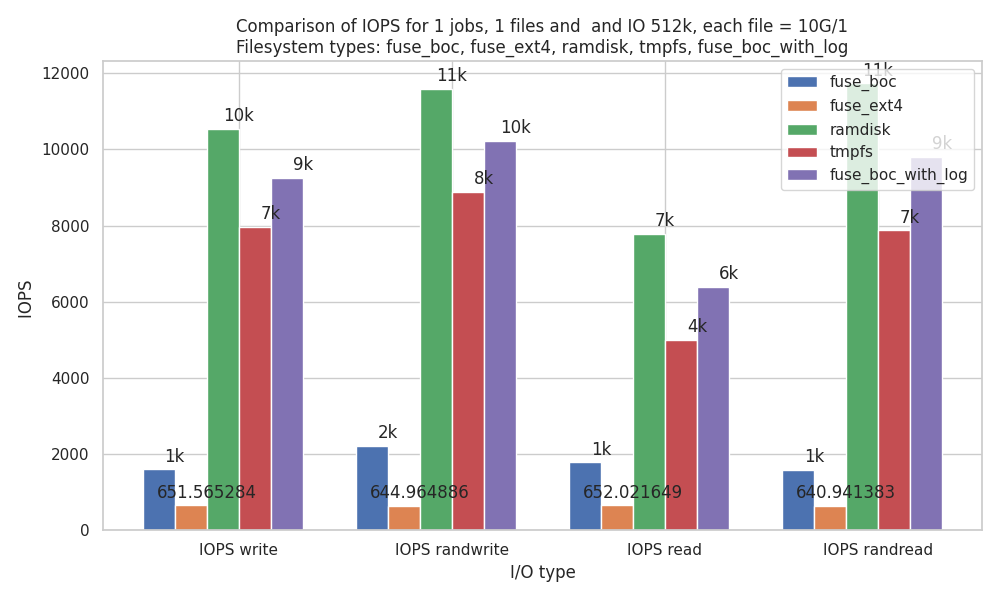 Comparison of IOPS for 1 jobs, 1 files and  and IO 512k, each file = 10G/1
Filesystem types: fuse_boc, fuse_ext4, ramdisk, tmpfs, fuse_boc_with_log
IOPS
12000
10000
8000
6000
4000
2000
0
fuse_boc
fuse_ext4
ramdisk
tmpfs
fuse_boc_with_log
1k
651.565284
10k
7k
9k
2k
644.964886
11k
8k
10k
1k
652.021649
7k
4k
6k
1k
640.941383
11k
7k
9k
IOPS write
IOPS randwrite
IOPS read
IOPS randread
I/O type